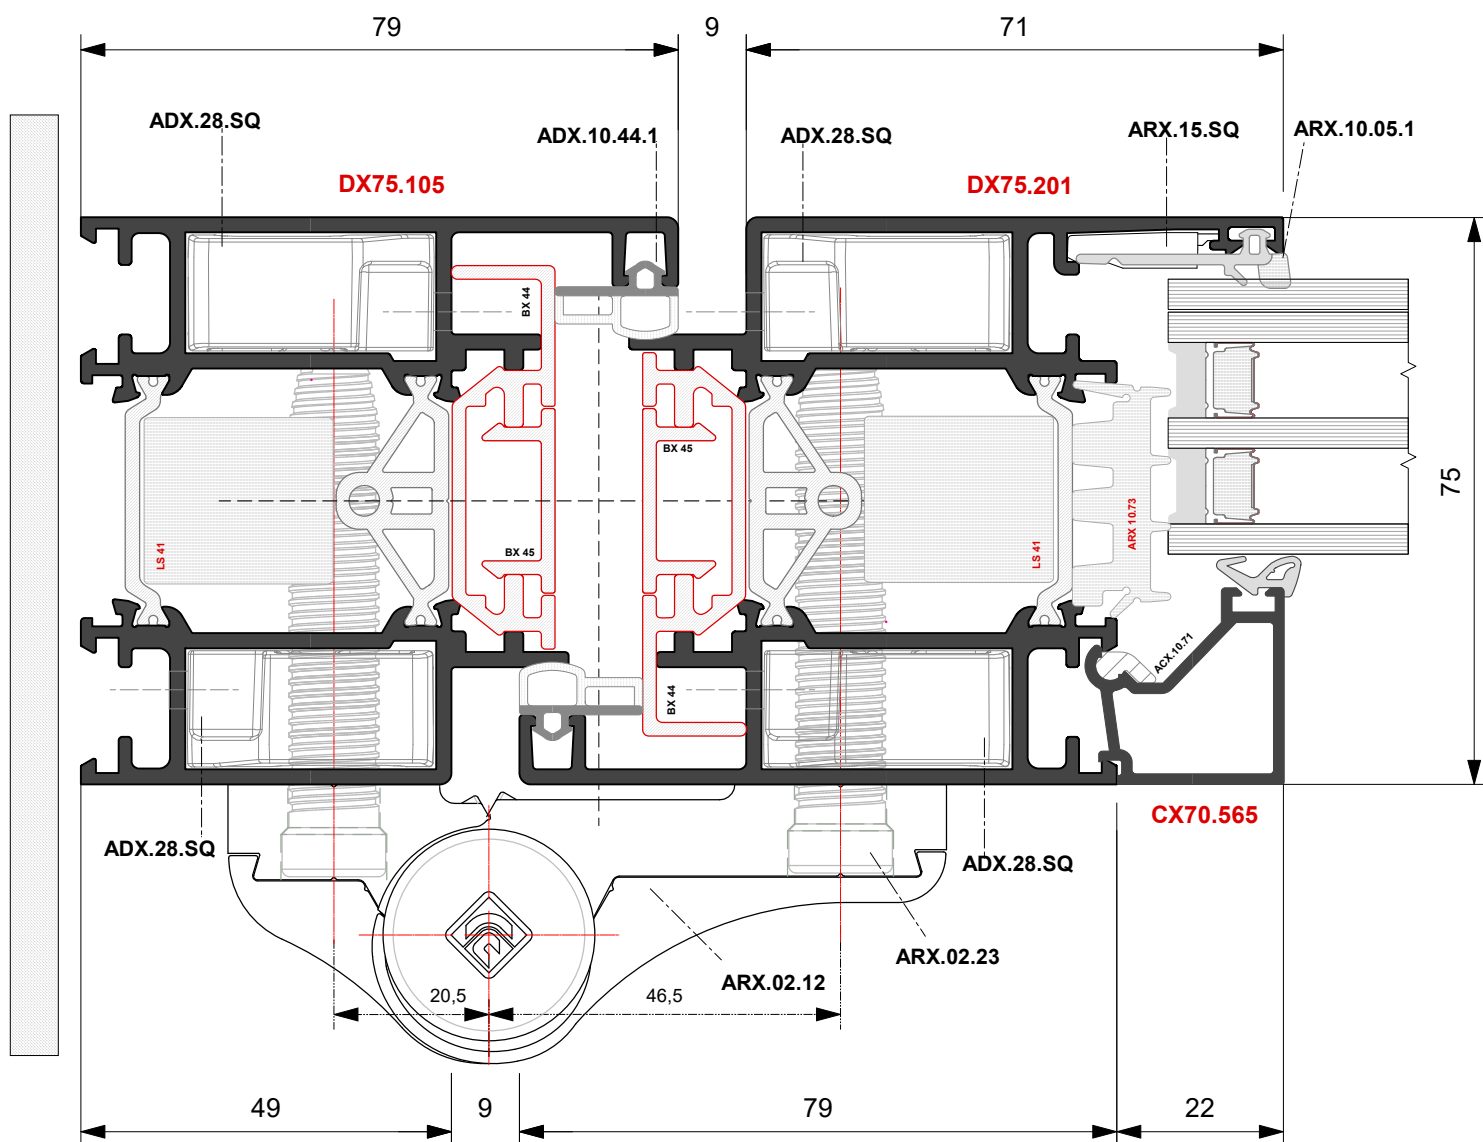 79
9
71
ADX.28.SQ
ADX.10.44.1
ADX.28.SQ
ARX.15.SQ
ARX.10.05.1
DX75.105
DX75.201
BX 44
BX 45
75
LS 41
BX 45
LS 41
ARX 10.73
BX 44
ACX.10.71
ADX.28.SQ
ADX.28.SQ
CX70.565
ARX.02.12
ARX.02.23
20,5
46,5
49
9
79
22